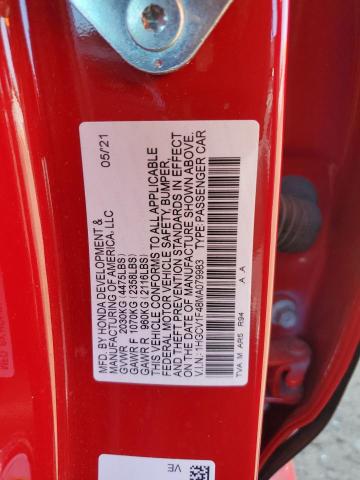 MFD. BY HONDA DEVELOPMENT &
MANUFACTURING OF AMERICA, LLC 05/21
GVWR 2030KG (4475LBS)
GAWR F 1070KG (2358LBS)
GAWR R 960KG (2116LBS)
THIS VEHICLE CONFORMS TO ALL APPLICABLE
FEDERAL MOTOR VEHICLE SAFETY, BUMPER,
AND THEFT PREVENTION STANDARDS IN EFFECT
ON THE DATE OF MANUFACTURE SHOWN ABOVE.
V.I.N.: 1HGCV1F46MA079983 TYPE:PASSENGER CAR
A A
TVA M AR5 R94
VE